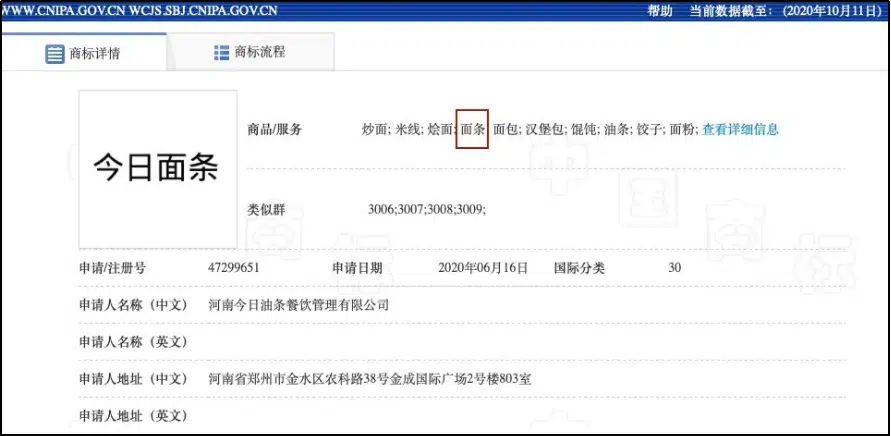 WWW.CNIPA.GOV.CN WCJS.SBJ.CNIPA.GOV.CN 帮助 当前数据截至：(2020年10月11日)
商标详情 商标流程
今日面条
商品/服务 炒面; 米线; 烩面; 面条 面包; 汉堡包; 馄饨; 油条; 饺子; 面粉; 查看详细信息
类似群 3006;3007;3008;3009;
申请/注册号 47299651 申请日期 2020年06月16日 国际分类 30
申请人名称（中文） 河南今日油条餐饮管理有限公司
申请人名称（英文）
申请人地址（中文） 河南省郑州市金水区农科路38号金成国际广场2号楼803室
申请人地址（英文）